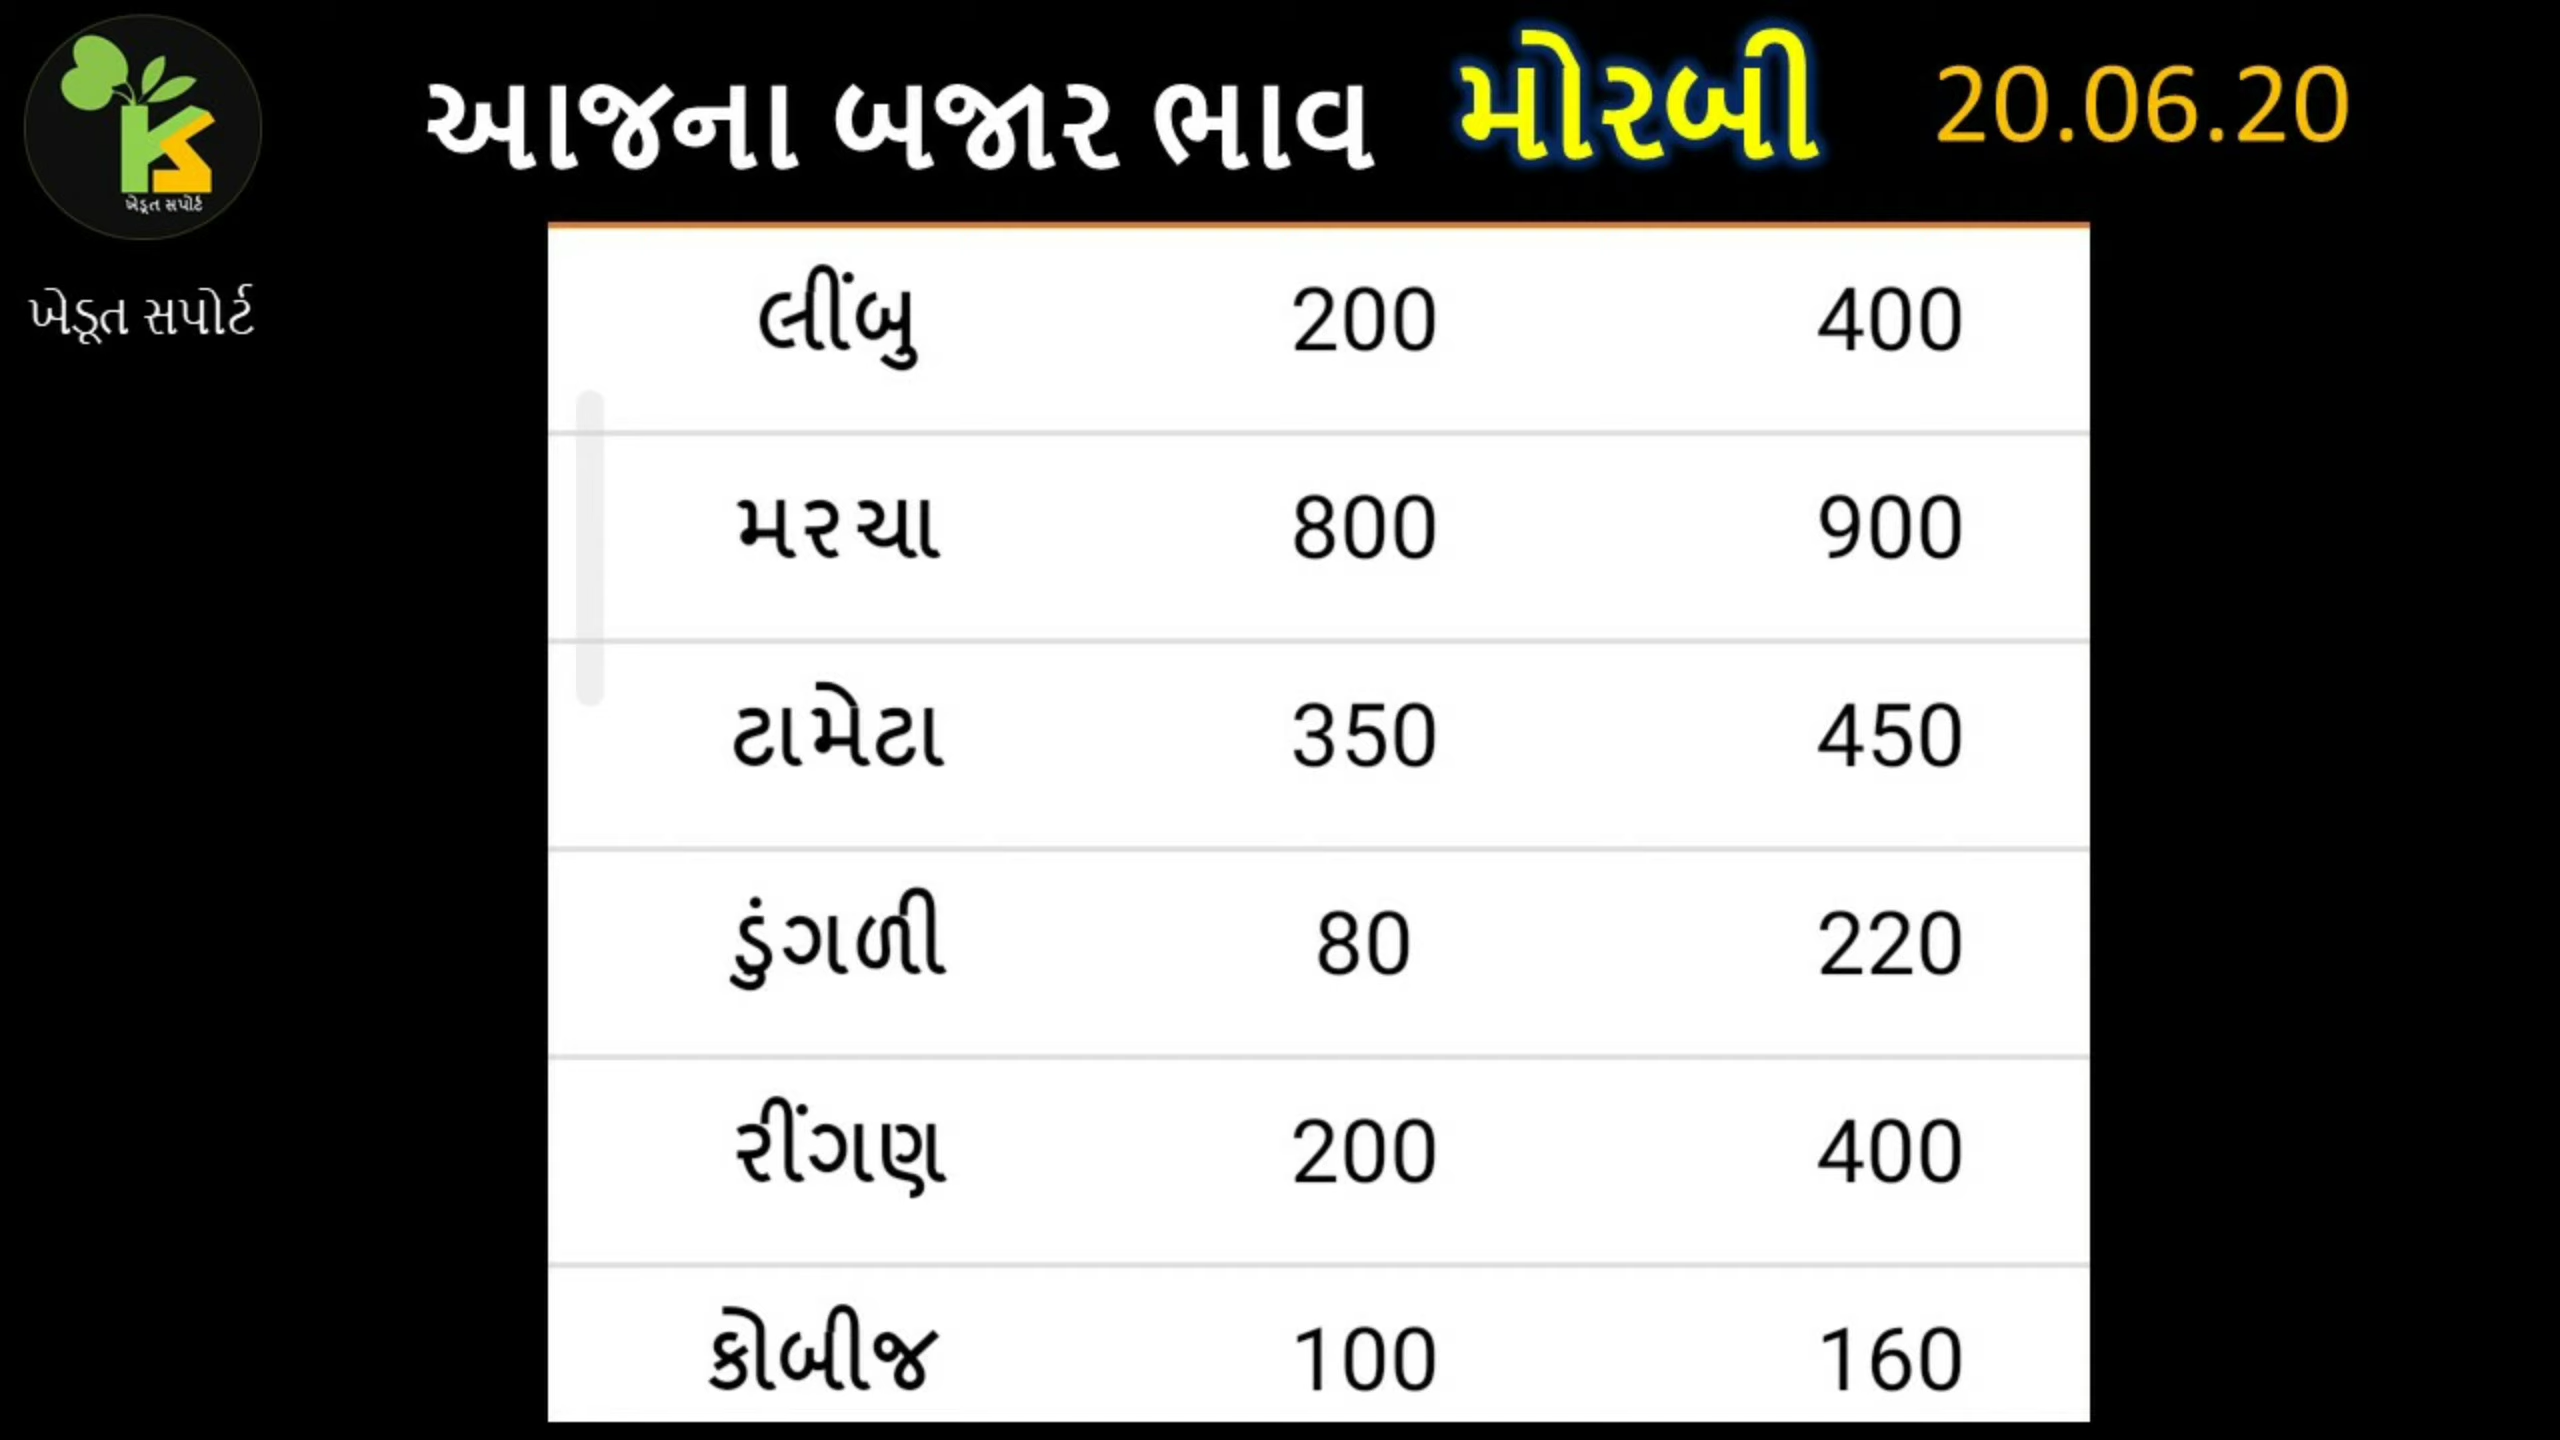 આજના બજાર ભાવ મોરબી 20.06.20
ખેડૂત સપોર્ટ
ખેડૂત સપોર્ટ
લીંબુ 200 400
મરચા 800 900
ટામેટા 350 450
ડુંગળી 80 220
રીંગણ 200 400
કોબીજ 100 160